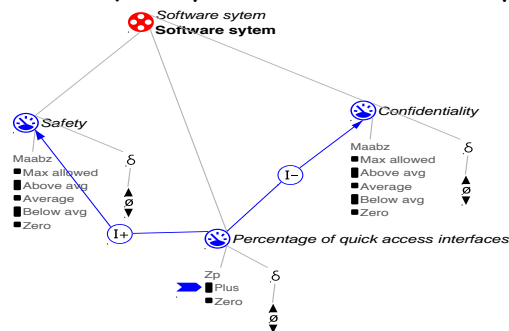 Software sytem
Software sytem
Safety
Maabz
Max allowed
Above avg
Average
Below avg
Zero
δ
ø
Confidentiality
Maabz
Max allowed
Above avg
Average
Below avg
Zero
δ
ø
I-
I+
Percentage of quick access interfaces
Zp
Plus
Zero
δ
ø